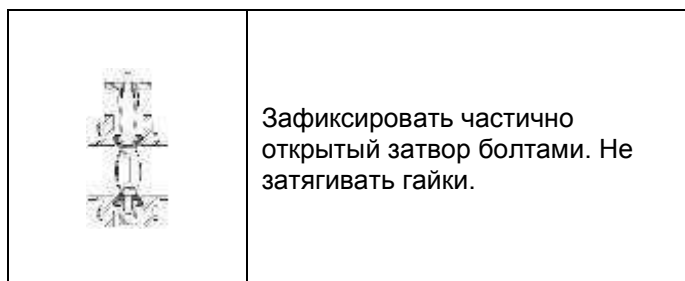 Зафиксировать частично
открытый затвор болтами. Не
затягивать гайки.